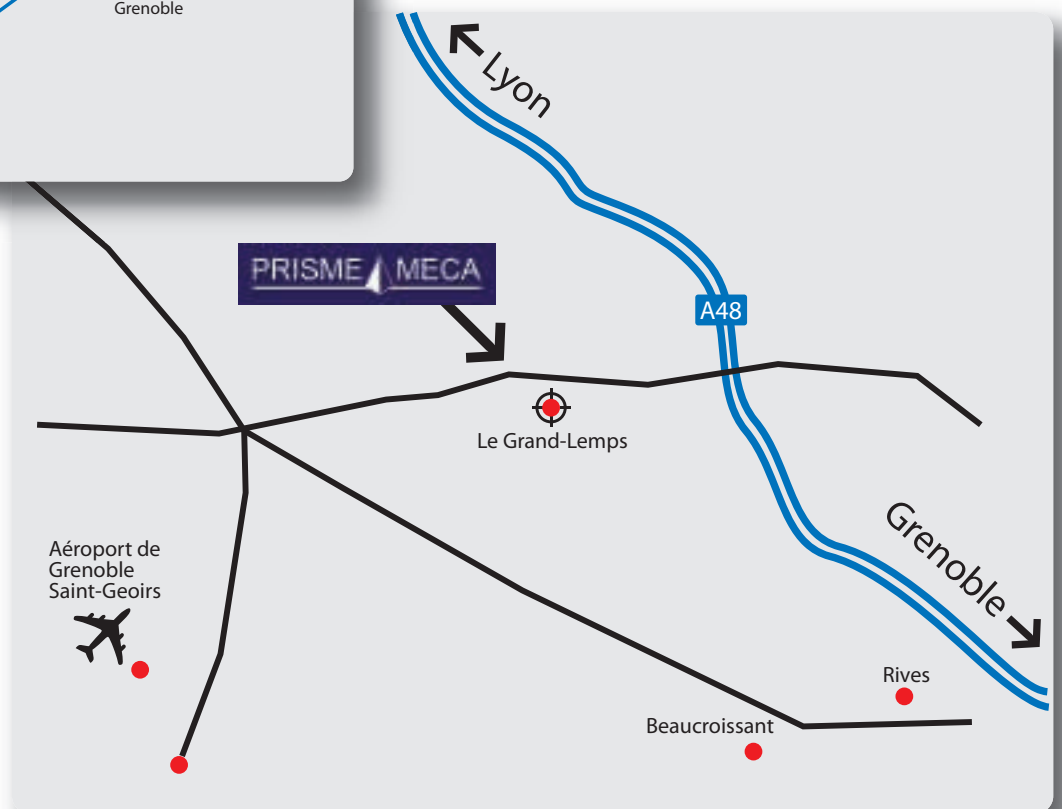 Grenoble
Lyon
PRISME MECA
A48
Le Grand-Lemps
Grenoble
Aéroport de
Grenoble
Saint-Geoirs
Rives
Beaucroissant